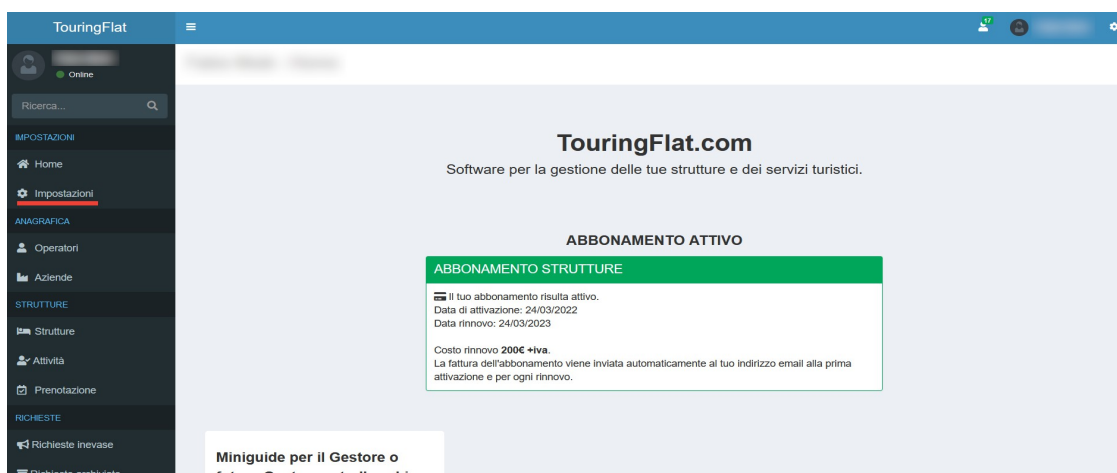 TouringFlat
17
Online
Ricerca...
IMPOSTAZIONI
Home
Impostazioni
ANAGRAFICA
Operatori
Aziende
STRUTTURE
Strutture
Attività
Prenotazione
RICHIESTE
Richieste inevase
Richieste archiviate
TouringFlat.com
Software per la gestione delle tue strutture e dei servizi turistici.
ABBONAMENTO ATTIVO
ABBONAMENTO STRUTTURE
Il tuo abbonamento risulta attivo.
Data di attivazione: 24/03/2022
Data rinnovo: 24/03/2023
Costo rinnovo 200€ +iva.
La fattura dell'abbonamento viene inviata automaticamente al tuo indirizzo email alla prima
attivazione e per ogni rinnovo.
Miniguide per il Gestore o